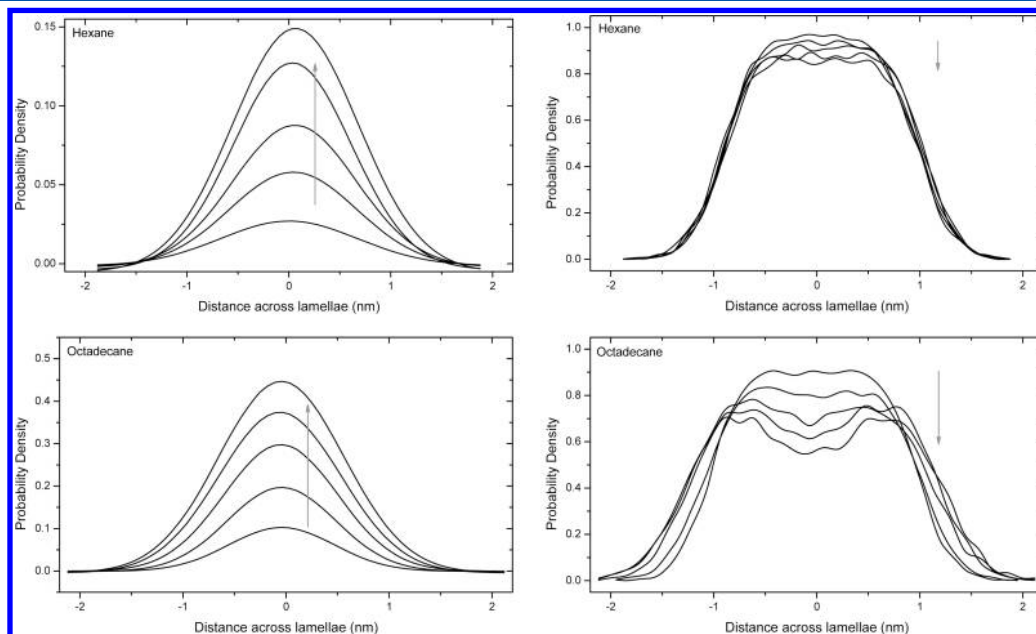 Hexane
Probability Density
0.15
0.10
0.05
0.00
-2 -1 0 1 2
Distance across lamellae (nm)
Hexane
Probability Density
1.0
0.8
0.6
0.4
0.2
0.0
-2 -1 0 1 2
Distance across lamellae (nm)
Octadecane
Probability Density
0.5
0.4
0.3
0.2
0.1
0.0
-2 -1 0 1 2
Distance across lamellae (nm)
Octadecane
Probability Density
1.0
0.8
0.6
0.4
0.2
0.0
-2 -1 0 1 2
Distance across lamellae (nm)